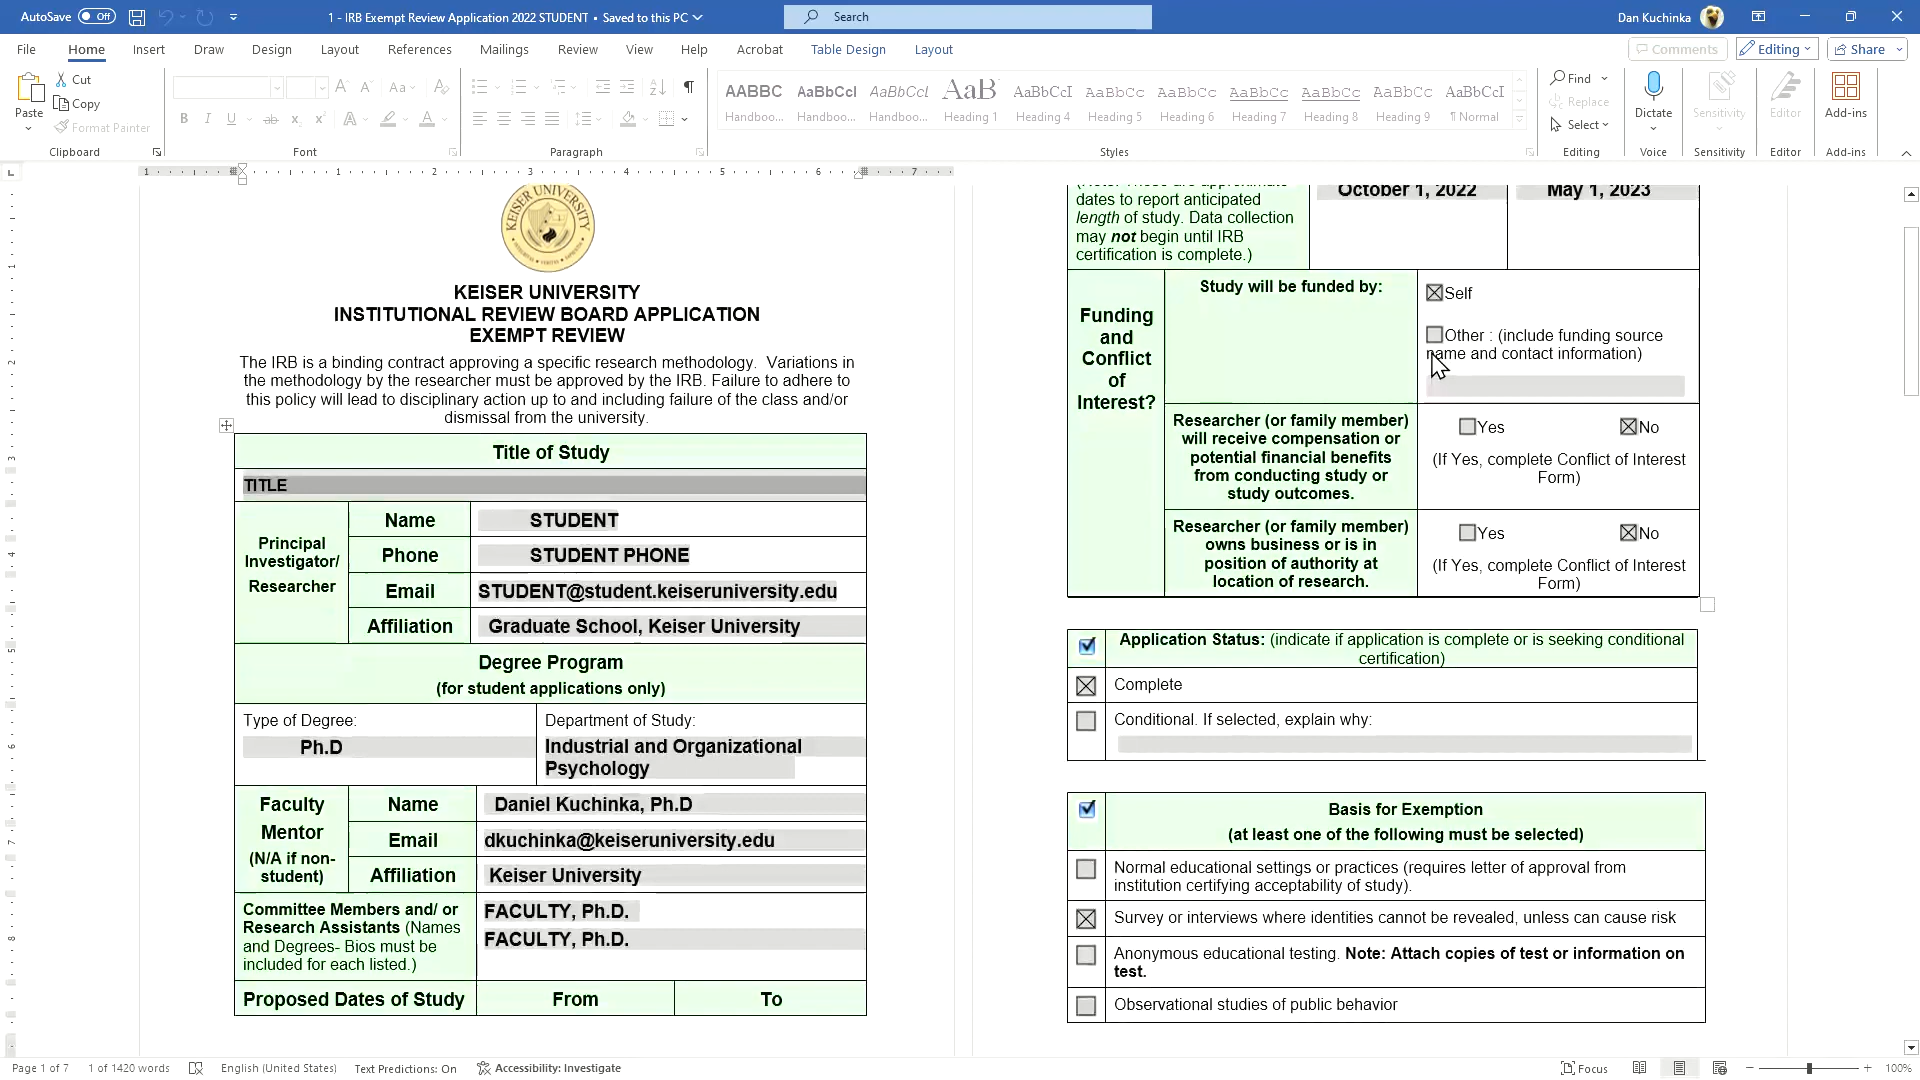 AutoSave Off
1 - IRB Exempt Review Application 2022 STUDENT • Saved to this PC
Search
Dan Kuchinka
File Home Insert Draw Design Layout References Mailings Review View Help Acrobat Table Design Layout
Comments Editing Share
Paste
Cut
Copy
Format Painter
Clipboard
Font
Paragraph
AABBC AaBbCcI AaBbCcI AaB AaBbCcI AaBbCc AaBbCc AaBbCc AaBbCc AaBbCc AaBbCcI
Handboo... Handboo... Handboo... Heading 1 Heading 4 Heading 5 Heading 6 Heading 7 Heading 8 Heading 9 ¶ Normal
Styles
Find
Replace
Select
Editing
Dictate
Voice
Sensitivity
Sensitivity
Editor
Editor
Add-ins
Add-ins
1 1 2 3 4 5 6 7
KEISER UNIVERSITY
KEISER UNIVERSITY
INSTITUTIONAL REVIEW BOARD APPLICATION
EXEMPT REVIEW
The IRB is a binding contract approving a specific research methodology. Variations in
the methodology by the researcher must be approved by the IRB. Failure to adhere to
this policy will lead to disciplinary action up to and including failure of the class and/or
dismissal from the university.
Title of Study
TITLE
Principal
Investigator/
Researcher
Name STUDENT
Phone STUDENT PHONE
Email STUDENT@student.keiseruniversity.edu
Affiliation Graduate School, Keiser University
Degree Program
(for student applications only)
Type of Degree:
Ph.D
Department of Study:
Industrial and Organizational
Psychology
Faculty
Mentor
(N/A if non-
student)
Name Daniel Kuchinka, Ph.D
Email dkuchinka@keiseruniversity.edu
Affiliation Keiser University
Committee Members and/ or
Research Assistants (Names
and Degrees- Bios must be
included for each listed.)
FACULTY, Ph.D.
FACULTY, Ph.D.
Proposed Dates of Study From To
(Note: These are approximate
dates to report anticipated
length of study. Data collection
may not begin until IRB
certification is complete.)
October 1, 2022 May 1, 2023
Funding
and
Conflict
of
Interest?
Study will be funded by:
Self
Other : (include funding source
name and contact information)
Researcher (or family member)
will receive compensation or
potential financial benefits
from conducting study or
study outcomes.
Yes No
(If Yes, complete Conflict of Interest
Form)
Researcher (or family member)
owns business or is in
position of authority at
location of research.
Yes No
(If Yes, complete Conflict of Interest
Form)
Application Status: (indicate if application is complete or is seeking conditional
certification)
Complete
Conditional. If selected, explain why:
Basis for Exemption
(at least one of the following must be selected)
Normal educational settings or practices (requires letter of approval from
institution certifying acceptability of study).
Survey or interviews where identities cannot be revealed, unless can cause risk
Anonymous educational testing. Note: Attach copies of test or information on
test.
Observational studies of public behavior
Page 1 of 7 1 of 1420 words English (United States) Text Predictions: On Accessibility: Investigate Focus 100%